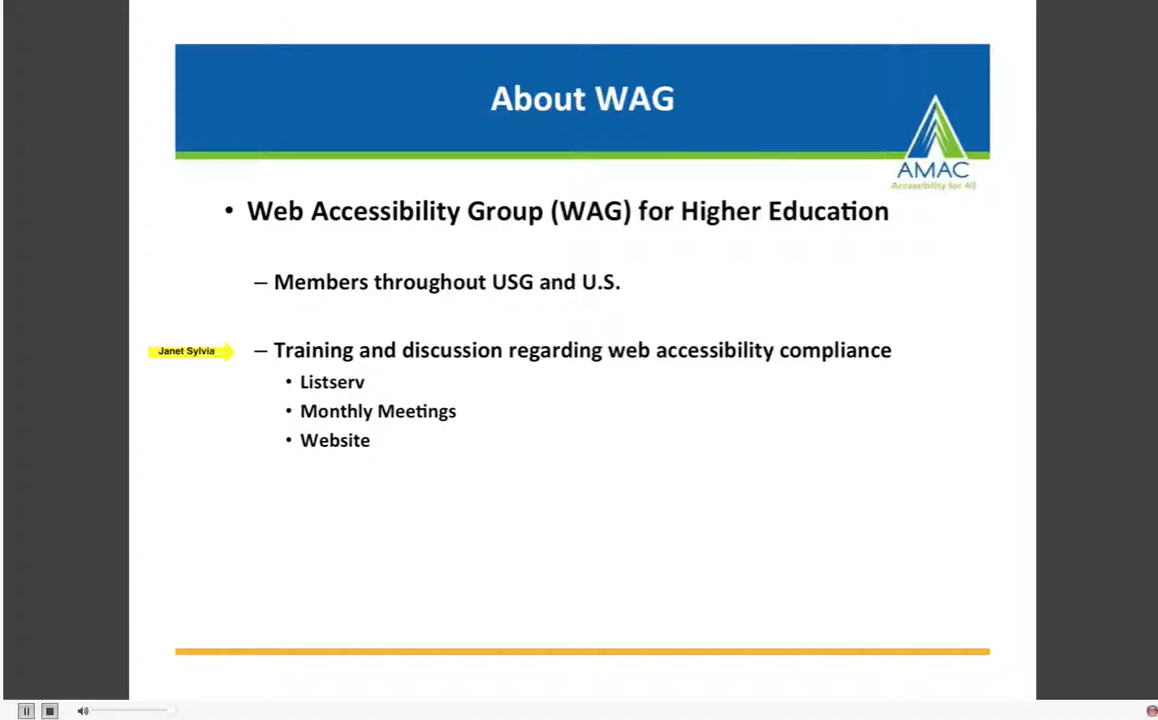 About WAG
AMAC
Accessibility for All
• Web Accessibility Group (WAG) for Higher Education
– Members throughout USG and U.S.
Janet Sylvia
– Training and discussion regarding web accessibility compliance
• Listserv
• Monthly Meetings
• Website